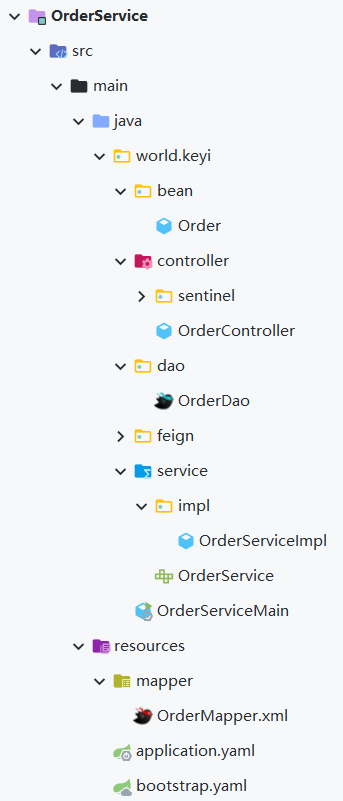 OrderService
src
main
java
world.keyi
bean
Order
controller
sentinel
OrderController
dao
OrderDao
feign
service
impl
OrderServiceImpl
OrderService
OrderServiceMain
resources
mapper
OrderMapper.xml
application.yaml
bootstrap.yaml